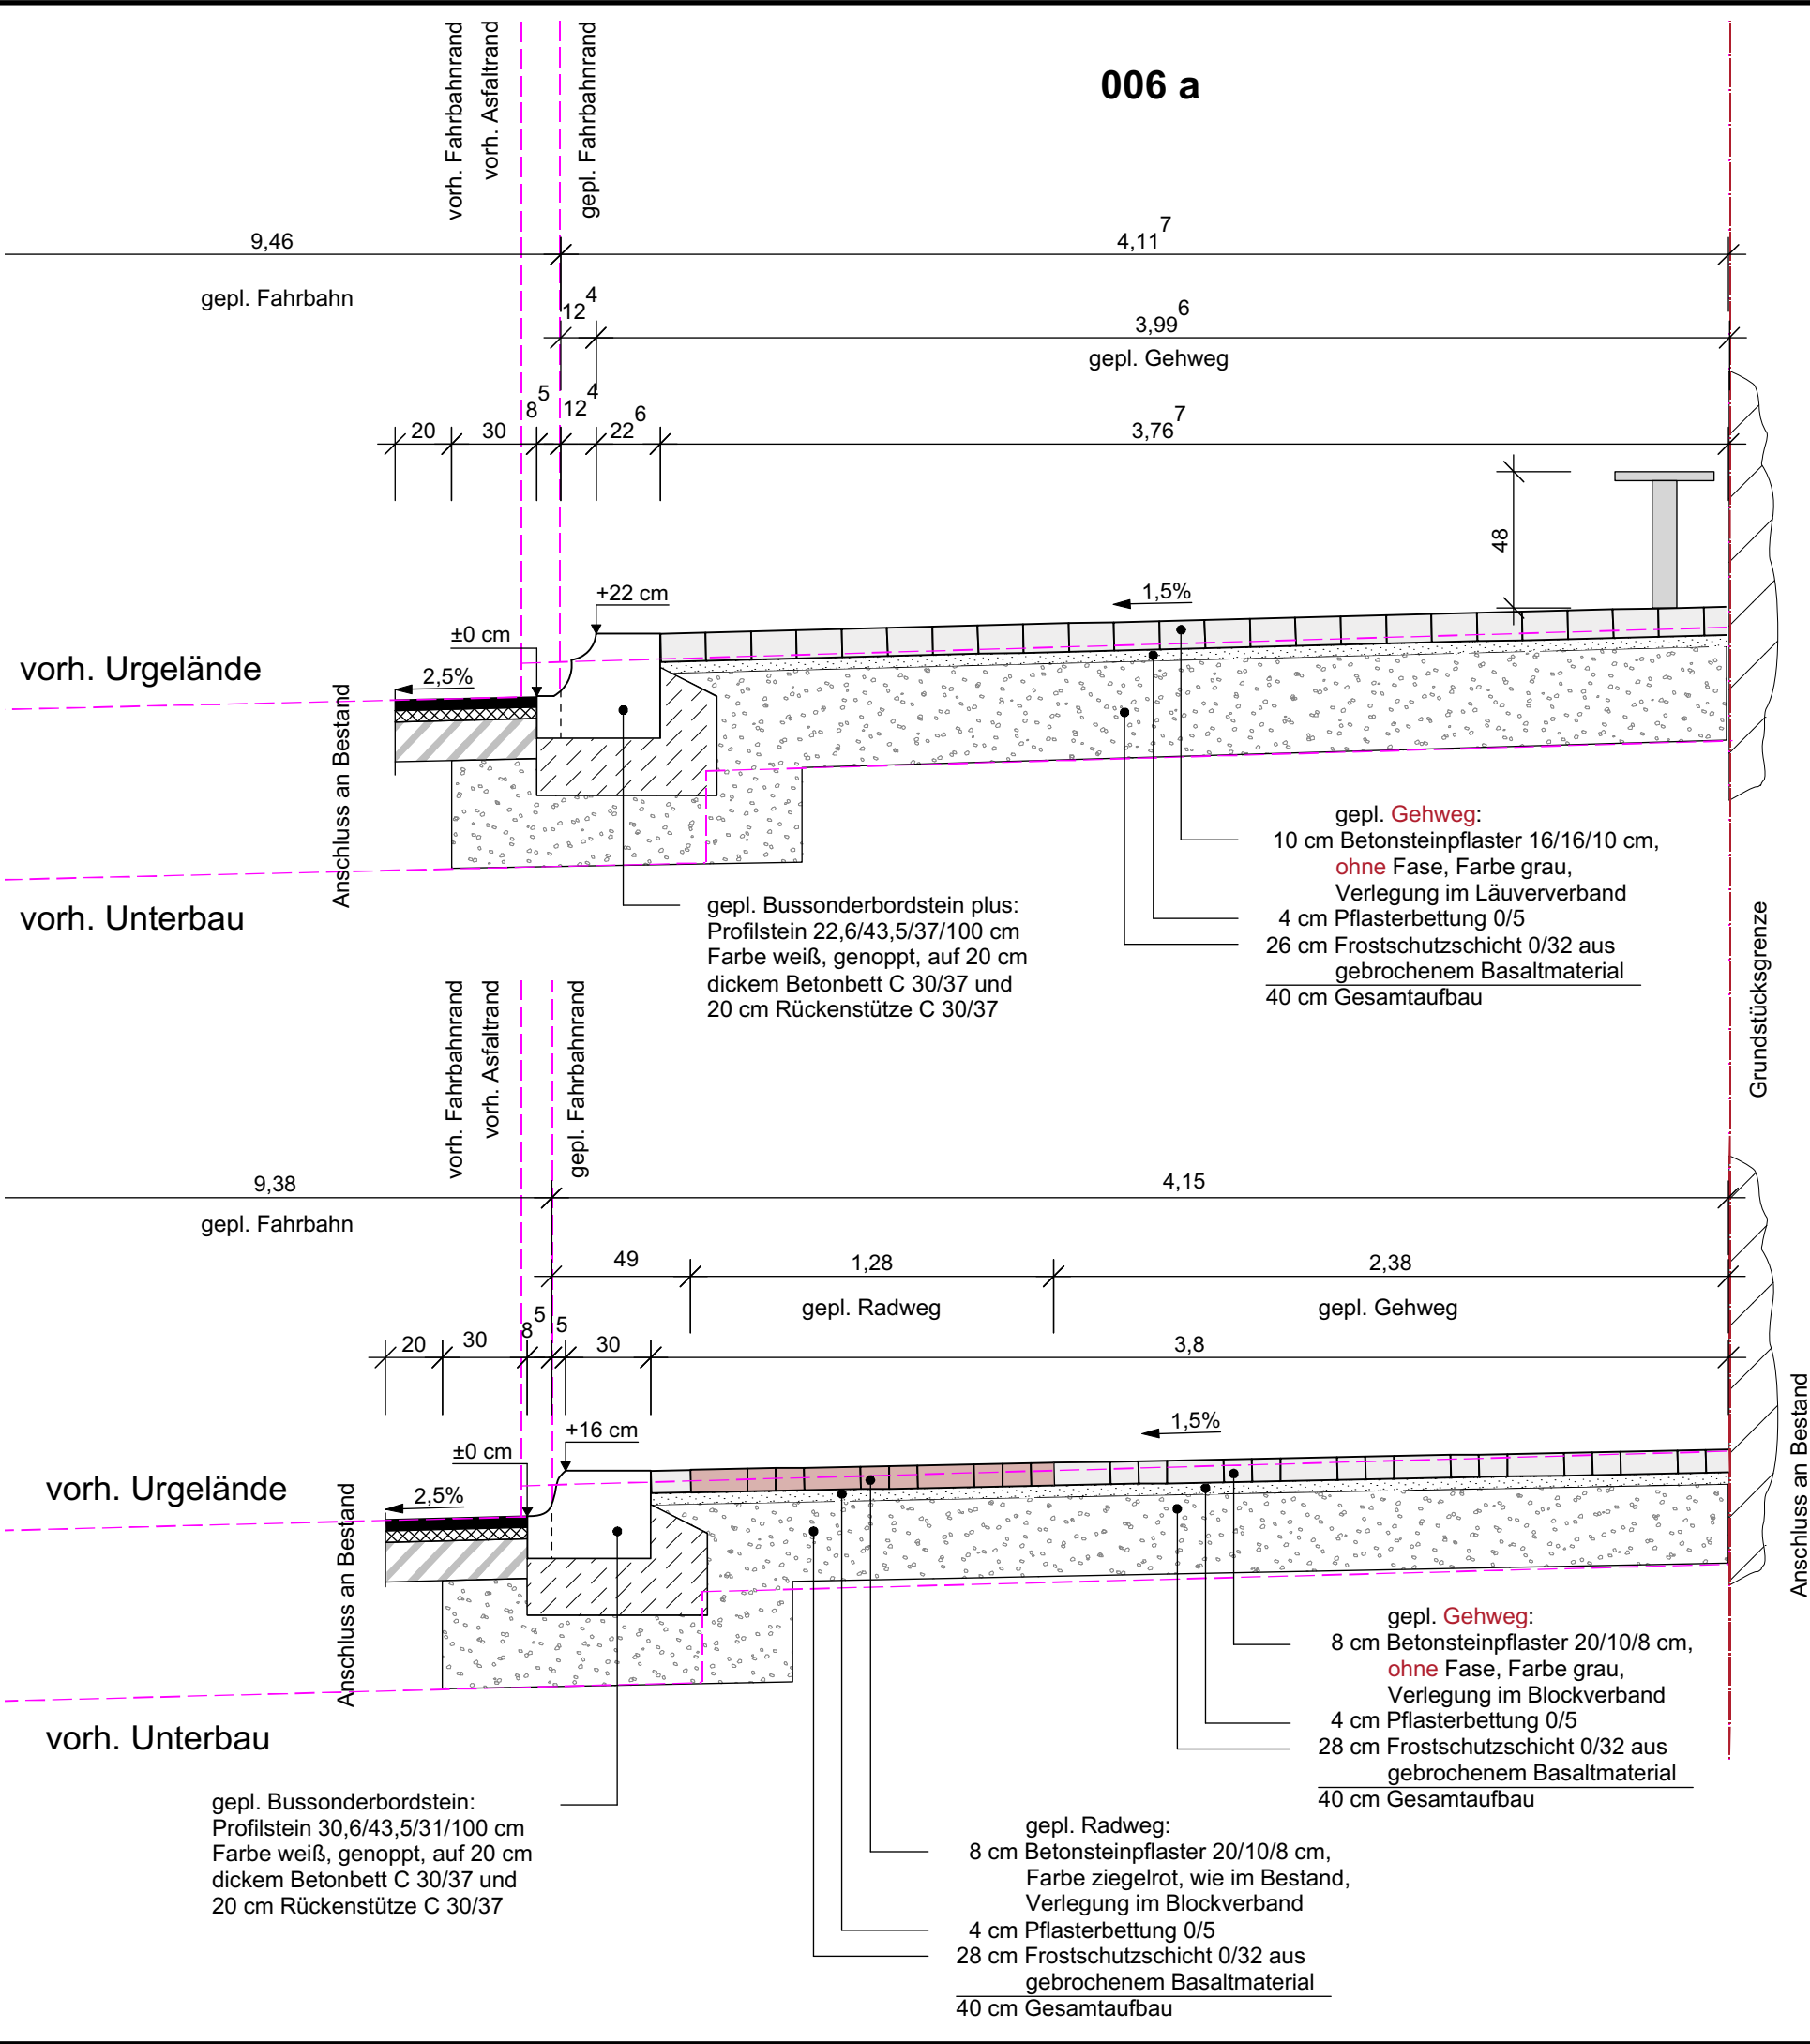 006 a
vorh. Fahrbahnrand
vorh. Asfaltrand
gepl. Fahrbahnrand
9,46
4,11 7
gepl. Fahrbahn
12 4
3,99 6
gepl. Gehweg
20
30
8 5
12 4
22 6
3,76 7
48
+22 cm
1,5%
±0 cm
vorh. Urgelände
2,5%
Anschluss an Bestand
vorh. Unterbau
gepl. Gehweg:
10 cm Betonsteinpflaster 16/16/10 cm,
ohne Fase, Farbe grau,
Verlegung im Läuverband
4 cm Pflasterbettung 0/5
26 cm Frostschutzschicht 0/32 aus
gebrochenem Basaltmaterial
40 cm Gesamtaufbau
gepl. Bussonderbordstein plus:
Profilstein 22,6/43,5/37/100 cm
Farbe weiß, genoppt, auf 20 cm
dickem Betonbett C 30/37 und
20 cm Rückenstütze C 30/37
Grundstücksgrenze
vorh. Fahrbahnrand
vorh. Asfaltrand
gepl. Fahrbahnrand
9,38
4,15
gepl. Fahrbahn
49
1,28
2,38
gepl. Radweg
gepl. Gehweg
20
30
8 5
5
30
3,8
+16 cm
1,5%
±0 cm
vorh. Urgelände
2,5%
Anschluss an Bestand
Anschluss an Bestand
vorh. Unterbau
gepl. Gehweg:
8 cm Betonsteinpflaster 20/10/8 cm,
ohne Fase, Farbe grau,
Verlegung im Blockverband
4 cm Pflasterbettung 0/5
28 cm Frostschutzschicht 0/32 aus
gebrochenem Basaltmaterial
40 cm Gesamtaufbau
gepl. Bussonderbordstein:
Profilstein 30,6/43,5/31/100 cm
Farbe weiß, genoppt, auf 20 cm
dickem Betonbett C 30/37 und
20 cm Rückenstütze C 30/37
gepl. Radweg:
8 cm Betonsteinpflaster 20/10/8 cm,
Farbe ziegelrot, wie im Bestand,
Verlegung im Blockverband
4 cm Pflasterbettung 0/5
28 cm Frostschutzschicht 0/32 aus
gebrochenem Basaltmaterial
40 cm Gesamtaufbau